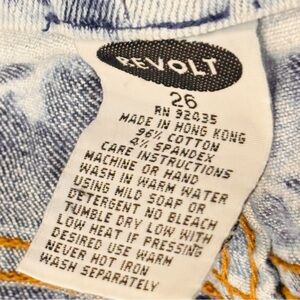 REVOLT
26
RN 92435
MADE IN HONG KONG
96% COTTON
4% SPANDEX
CARE INSTRUCTIONS
MACHINE OR HAND
WASH IN WARM WATER
USING MILD SOAP OR
DETERGENT NO BLEACH
TUMBLE DRY LOW WITH
LOW HEAT IF PRESSING
DESIRED USE WARM
NEVER HOT IRON
WASH SEPARATELY